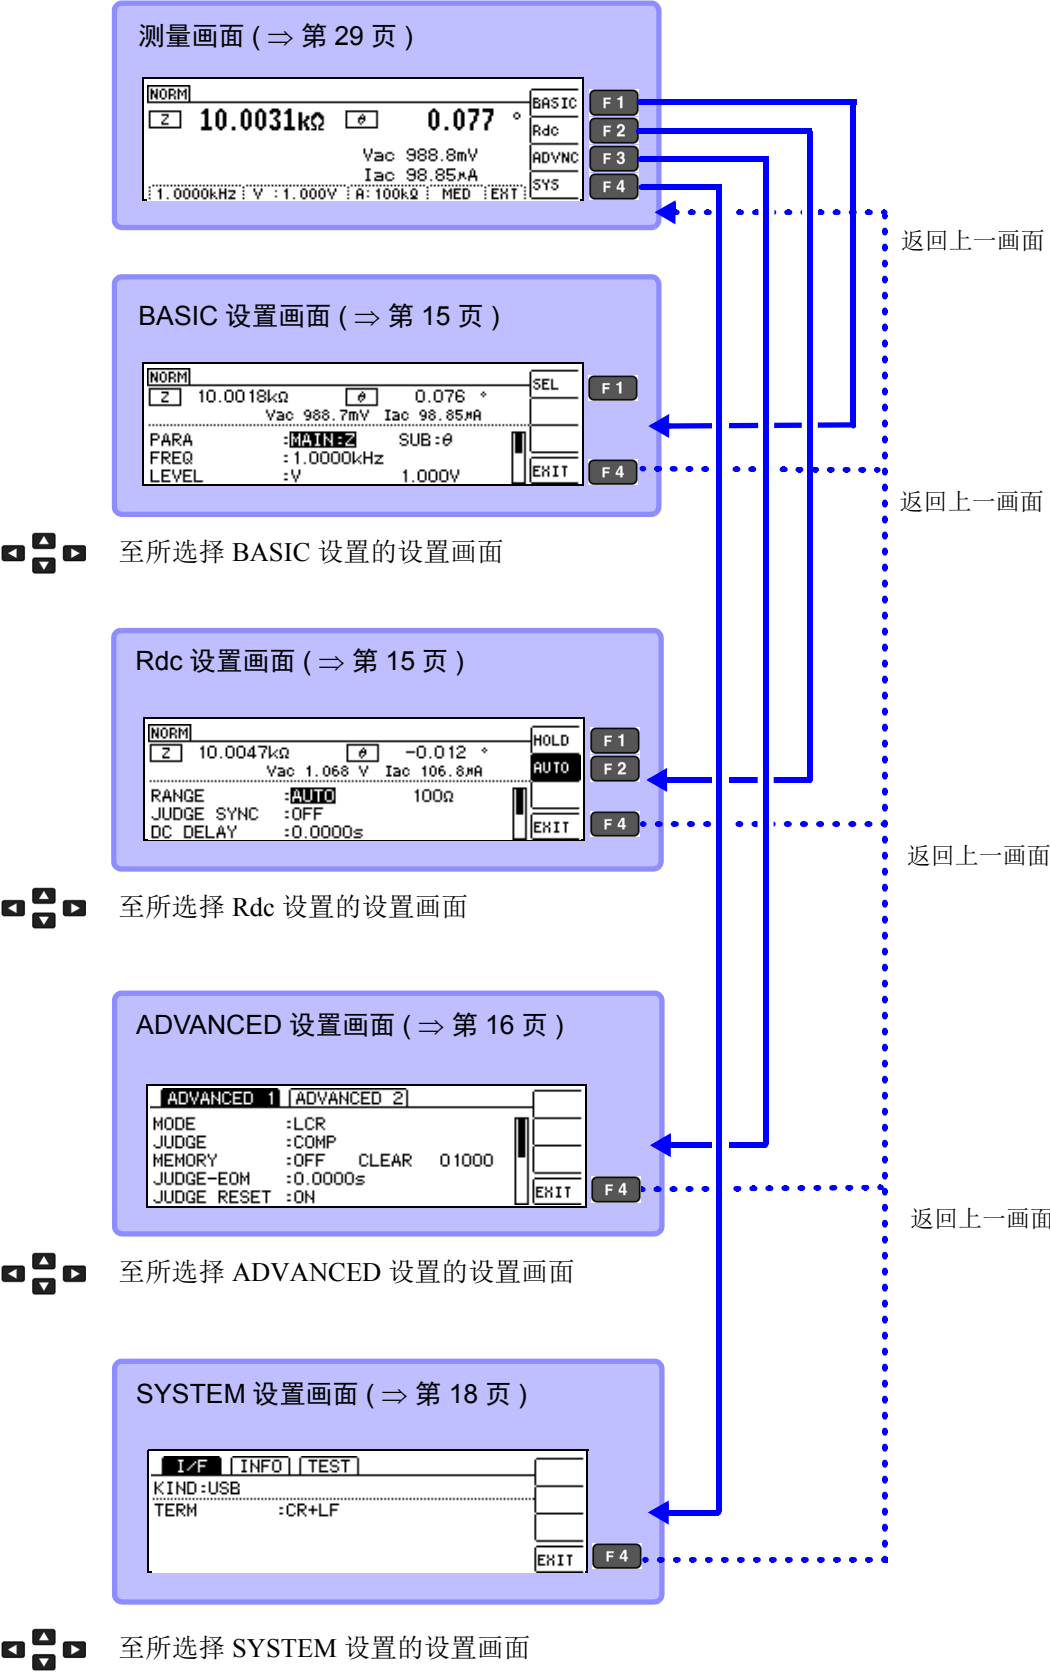 测量画面 ( ⇒ 第 29 页 )
NORM
Z 10.0031kΩ θ 0.077 °
Vac 988.8mV
Iac 98.85μA
1.0000kHz V :1.000V A:100kΩ MED EXT
BASIC F 1
Rdc F 2
ADVNC F 3
SYS F 4
返回上一画面
BASIC 设置画面 ( ⇒ 第 15 页 )
NORM
Z 10.0018kΩ θ 0.076 °
Vac 988.7mV Iac 98.85μA
PARA :MAIN:Z SUB:θ
FREQ :1.0000kHz
LEVEL :V 1.000V
SEL F 1
EXIT F 4
返回上一画面
至所选择 BASIC 设置的设置画面
Rdc 设置画面 ( ⇒ 第 15 页 )
NORM
Z 10.0047kΩ θ -0.012 °
Vac 1.068 V Iac 106.8μA
RANGE :AUTO 100Ω
JUDGE SYNC :OFF
DC DELAY :0.0000s
HOLD F 1
AUTO F 2
EXIT F 4
返回上一画面
至所选择 Rdc 设置的设置画面
ADVANCED 设置画面 ( ⇒ 第 16 页 )
ADVANCED 1 ADVANCED 2
MODE :LCR
JUDGE :COMP
MEMORY :OFF CLEAR 01000
JUDGE-EOM :0.0000s
JUDGE RESET :ON
EXIT F 4
返回上一画面
至所选择 ADVANCED 设置的设置画面
SYSTEM 设置画面 ( ⇒ 第 18 页 )
I/F INFO TEST
KIND:USB
TERM :CR+LF
EXIT F 4
至所选择 SYSTEM 设置的设置画面